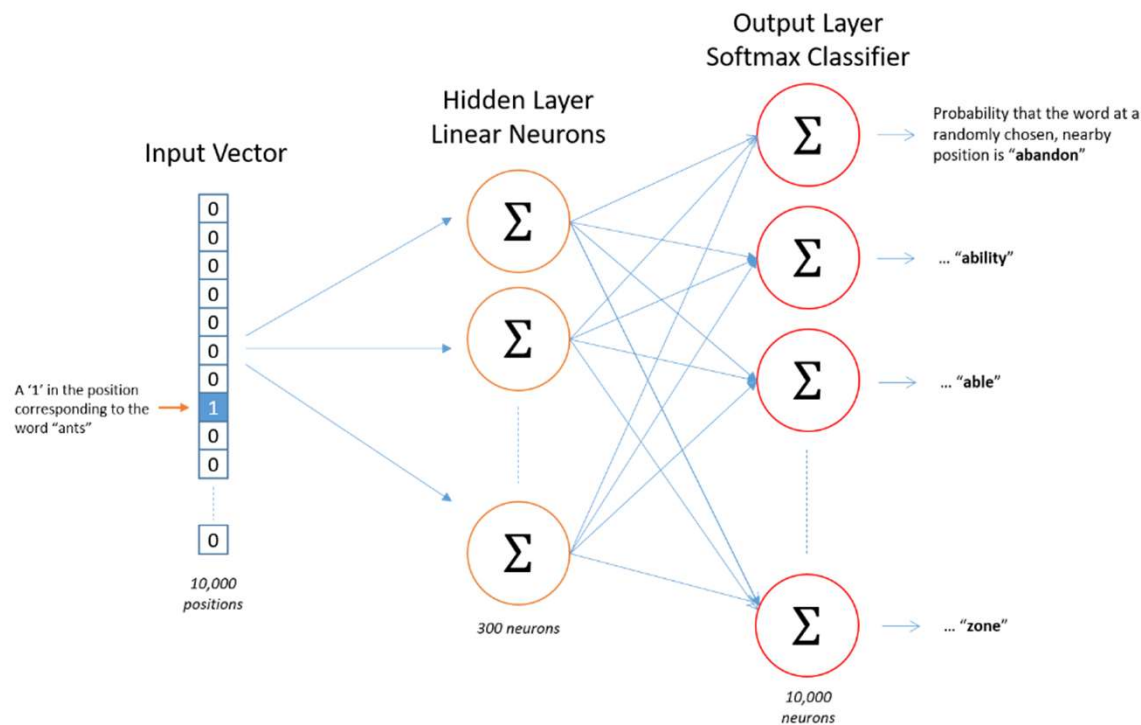 Output Layer
Softmax Classifier
Hidden Layer
Linear Neurons
Input Vector
0
0
0
0
0
0
0
1
0
0
0
A ‘1’ in the position
corresponding to the
word “ants”
10,000
positions
Σ
Σ
Σ
300 neurons
Σ
Σ
Σ
Σ
10,000
neurons
Probability that the word at a
randomly chosen, nearby
position is “abandon”
... “ability”
... “able”
... “zone”